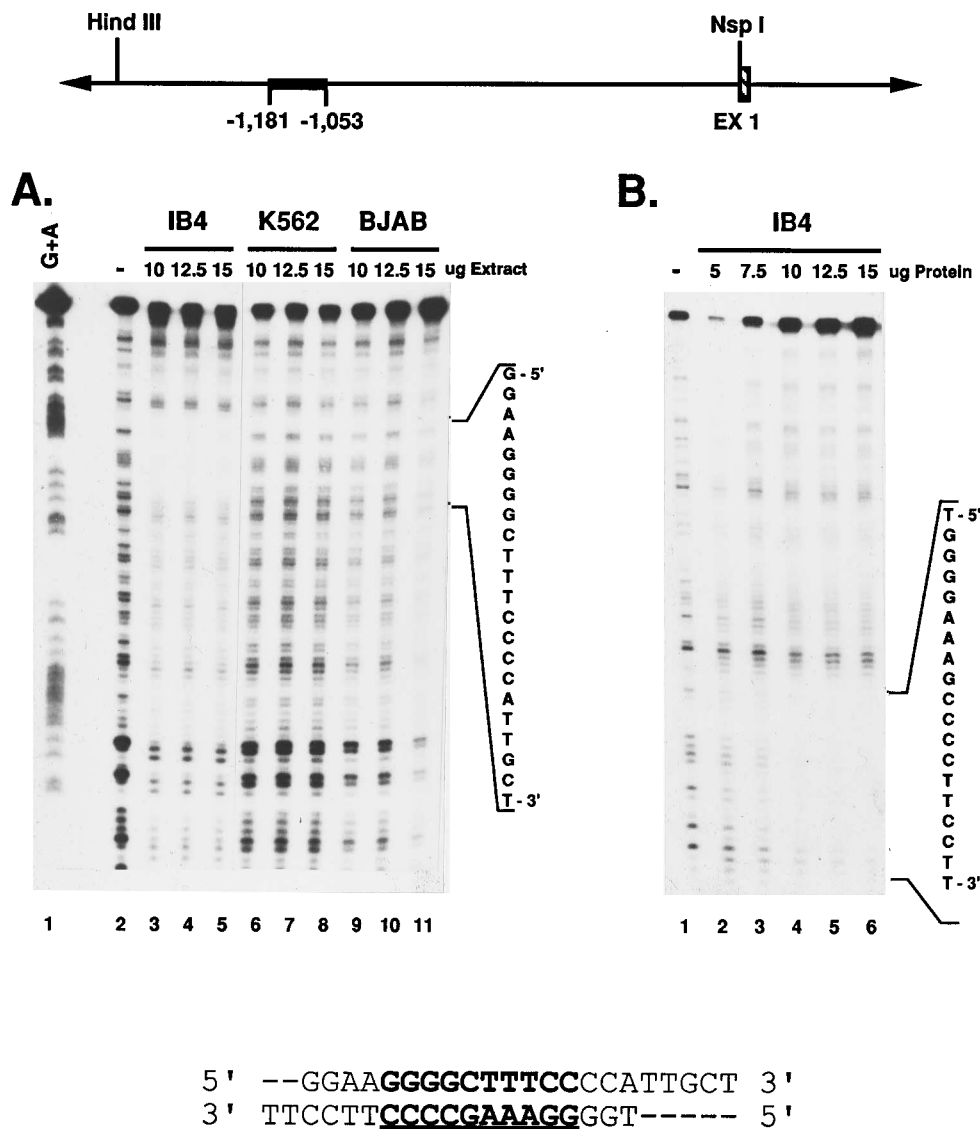 Hind III
Nsp I
-1,181 -1,053
EX 1
A.
G+A
IB4 K562 BJAB
- 10 12.5 15 10 12.5 15 10 12.5 15 ug Extract
G - 5'
G
A
A
G
G
G
G
C
T
T
T
C
C
C
C
A
T
T
G
C
T - 3'
1 2 3 4 5 6 7 8 9 10 11
B.
IB4
- 5 7.5 10 12.5 15 ug Protein
T - 5'
G
G
G
G
A
A
A
G
C
C
C
C
T
T
C
C
T
T - 3'
1 2 3 4 5 6
5' --GGAAGGGGCTTTCCCCATTGCT 3'
3' TTCCTTCCCCGAAAGGGGT----- 5'